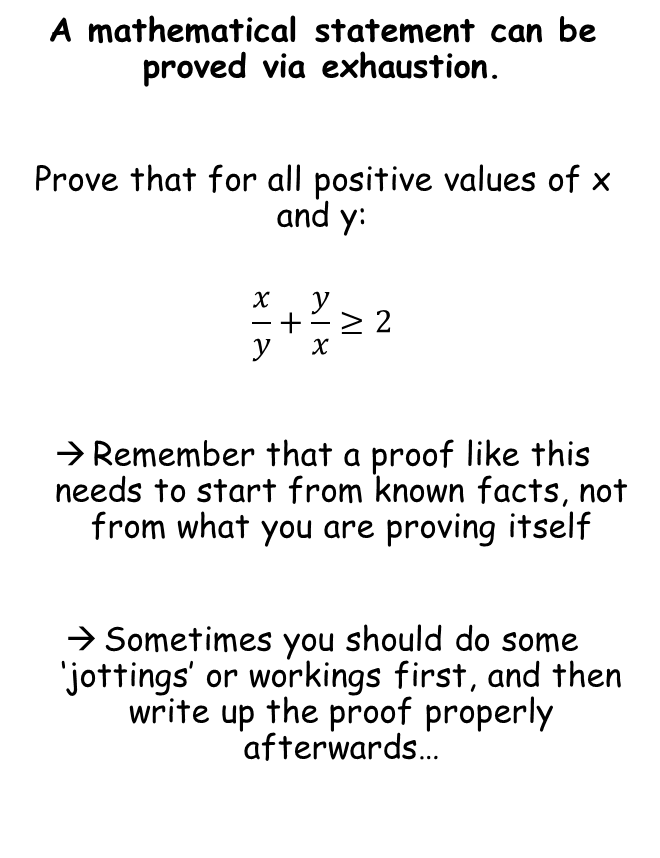 A mathematical statement can be
proved via exhaustion.
Prove that for all positive values of x
and y:
x/y + y/x ≥ 2
→ Remember that a proof like this
needs to start from known facts, not
from what you are proving itself
→ Sometimes you should do some
‘jottings’ or workings first, and then
write up the proof properly
afterwards…